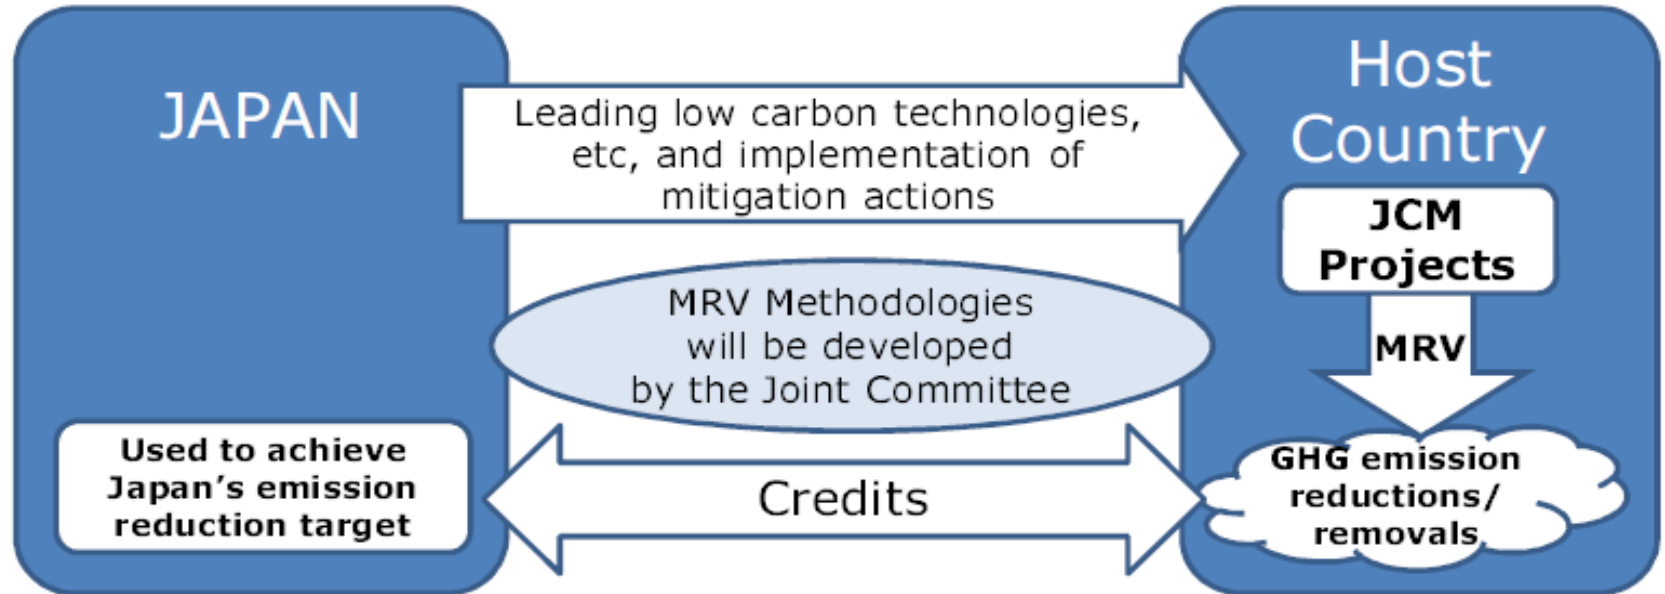 JAPAN
Leading low carbon technologies,
etc, and implementation of
mitigation actions
Host
Country
JCM
Projects
MRV Methodologies
will be developed
by the Joint Committee
MRV
Used to achieve
Japan's emission
reduction target
Credits
GHG emission
reductions/
removals